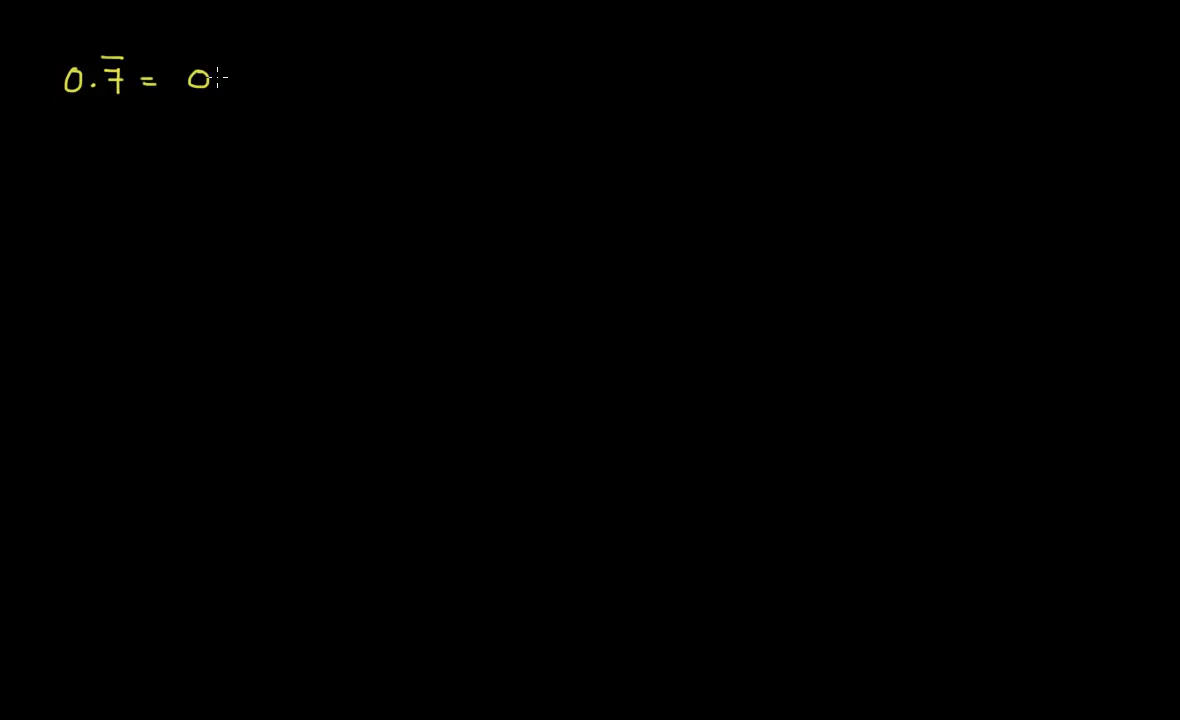 0.7̅ = 0